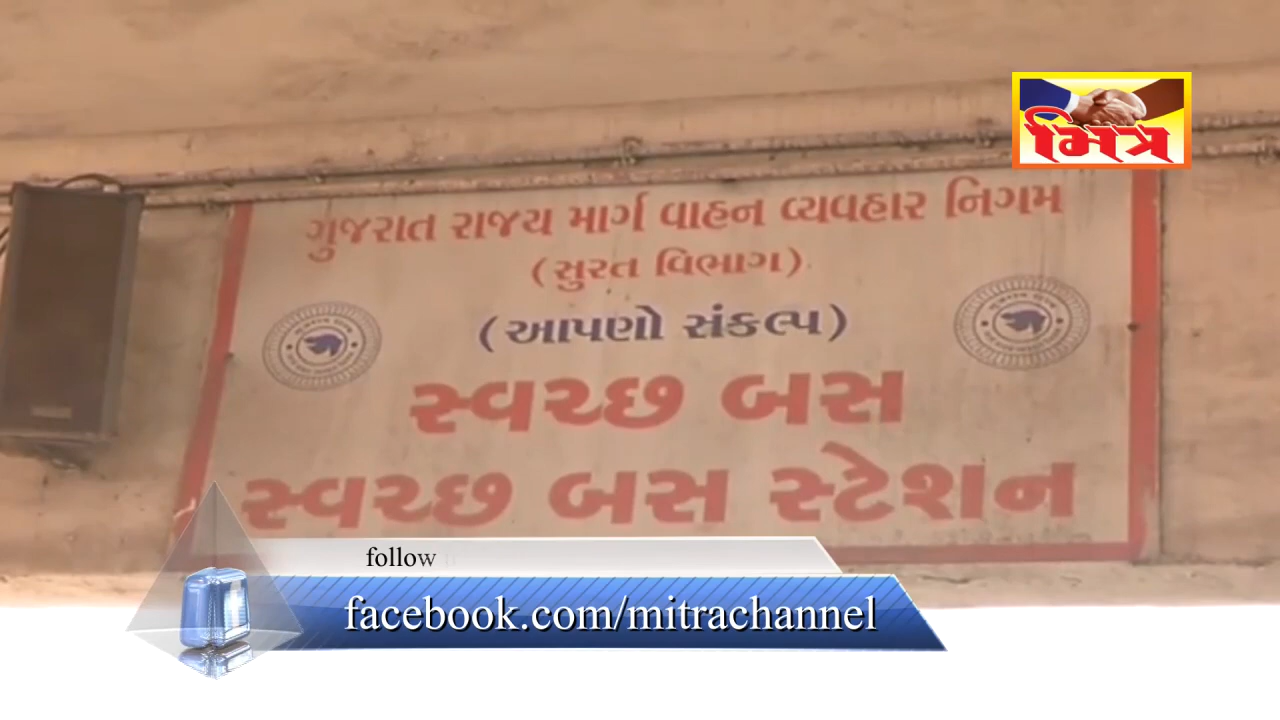 મિત્ર
ગુજરાત રાજ્ય માર્ગ વાહન વ્યવહાર નિગમ
(સુરત વિભાગ)
(આપણો સંકલ્પ)
સ્વચ્છ બસ
સ્વચ્છ બસ સ્ટેશન
follow
facebook.com/mitrachannel